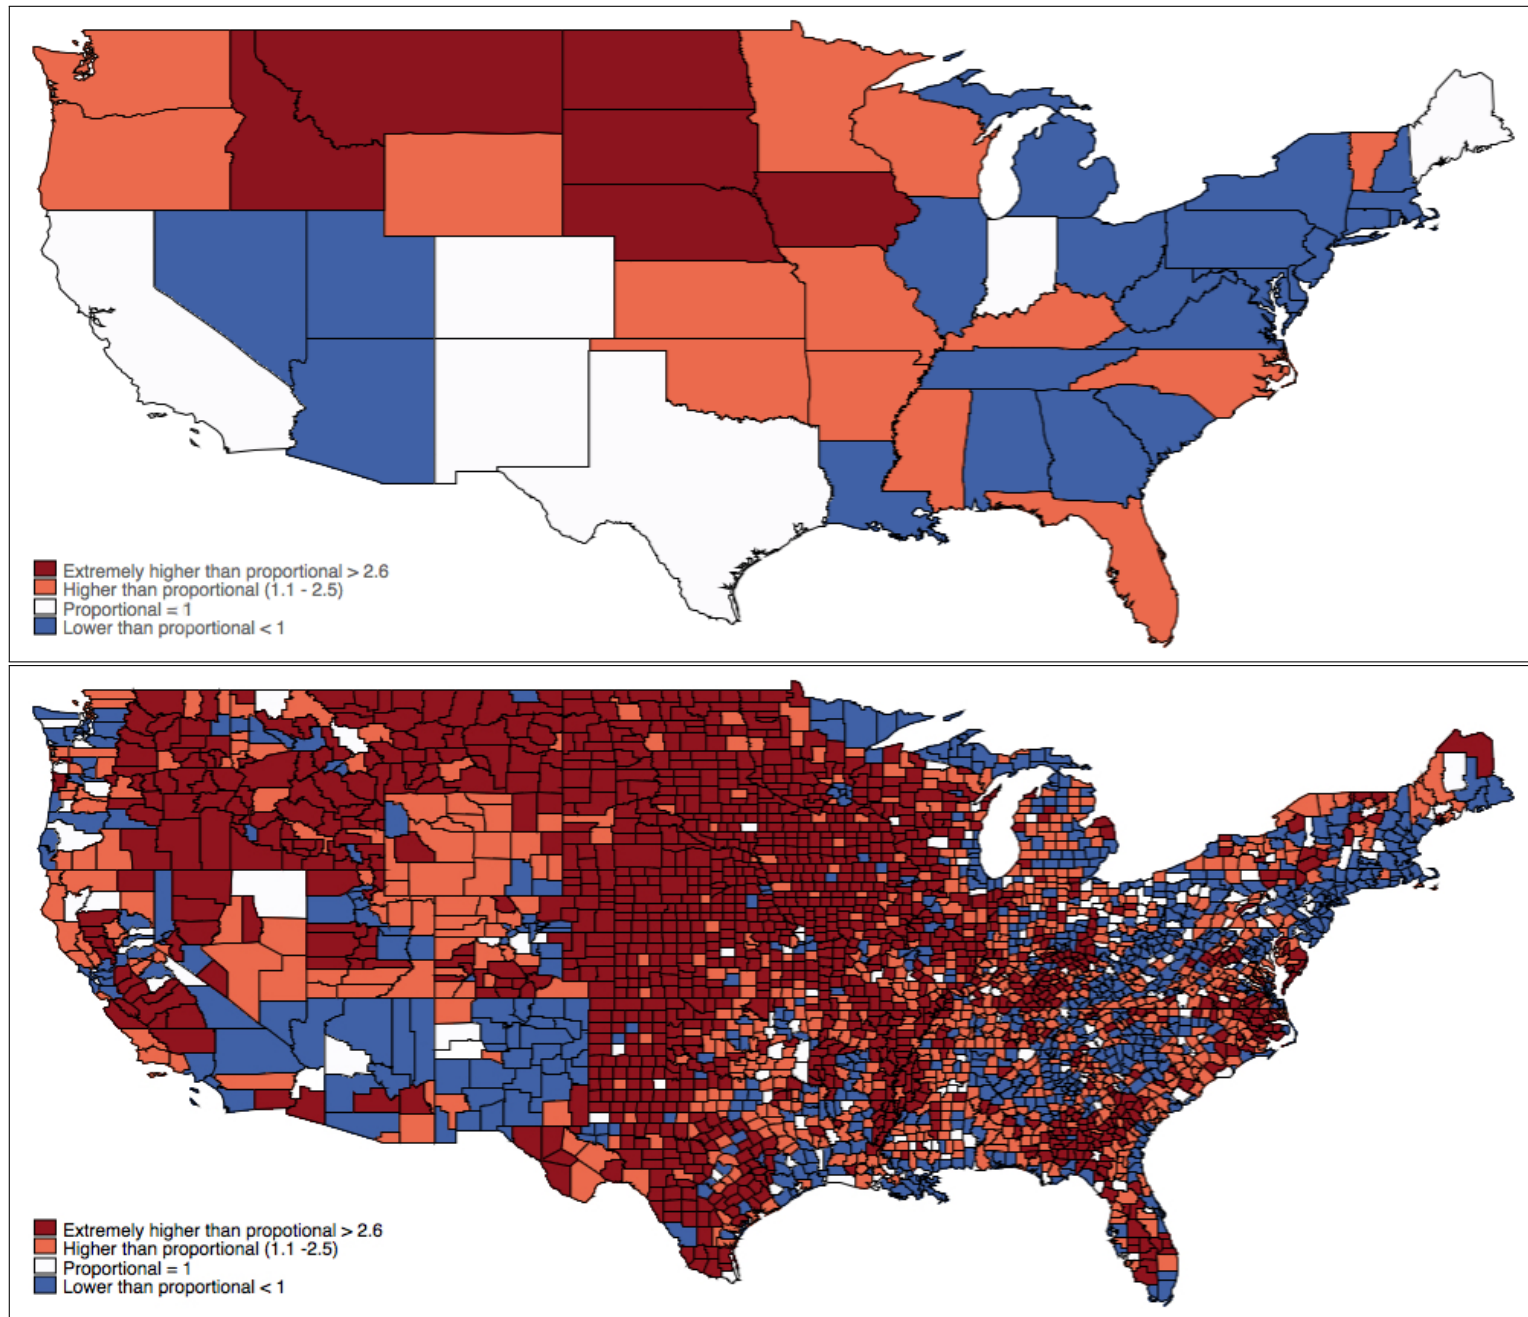 Extremely higher than proportional > 2.6
Higher than proportional (1.1 - 2.5)
Proportional = 1
Lower than proportional < 1
Extremely higher than propotional > 2.6
Higher than proportional (1.1 -2.5)
Proportional = 1
Lower than proportional < 1